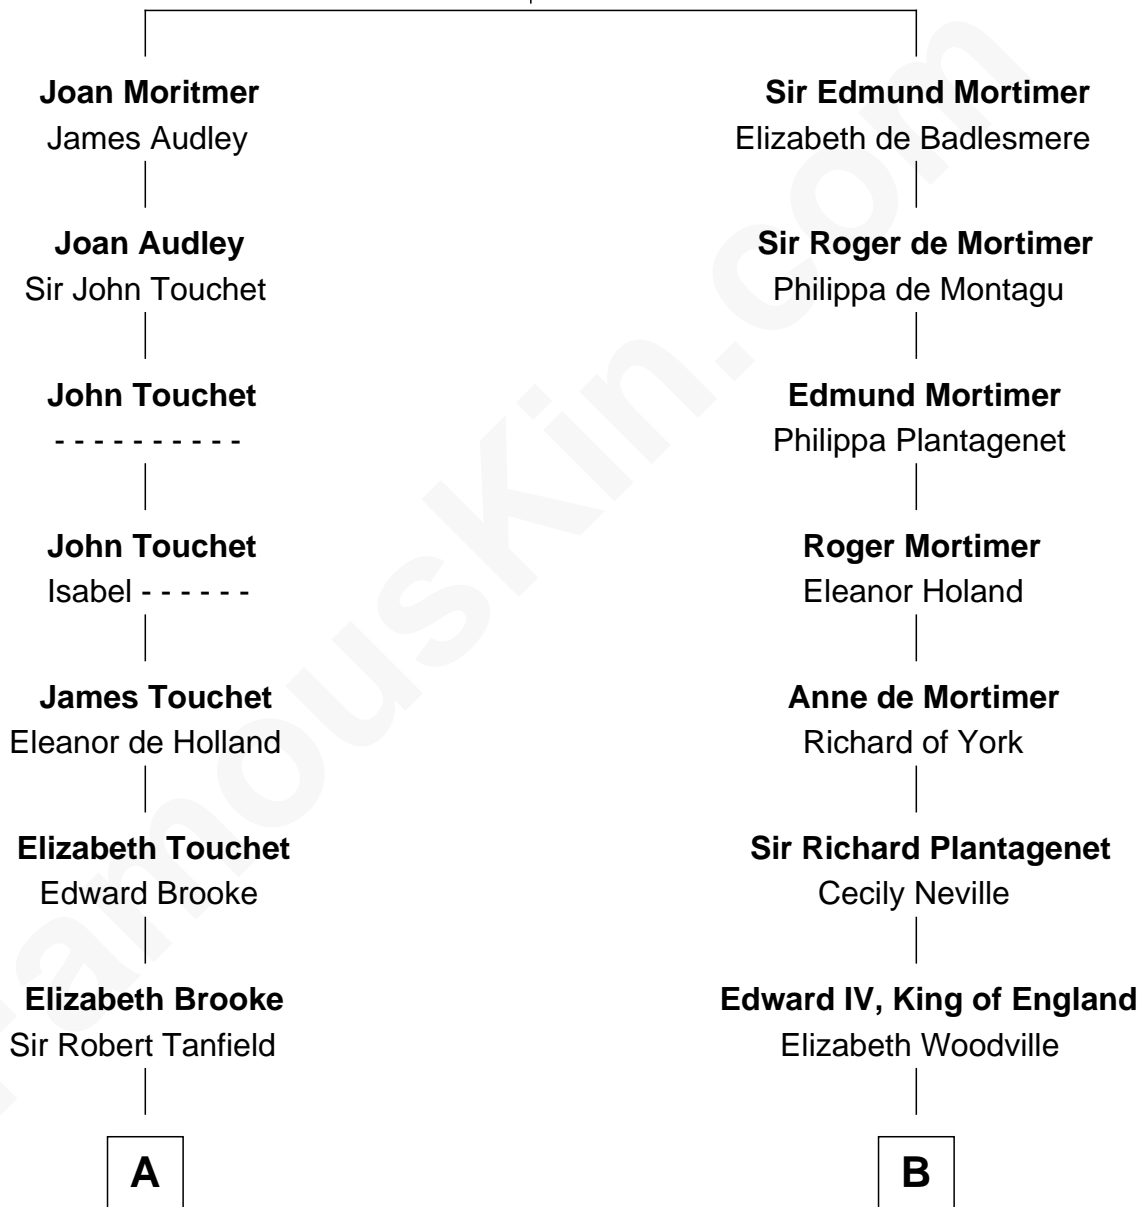 Joan Moritmer
James Audley
Joan Audley
Sir John Touchet
John Touchet
- - - - - - - - - -
John Touchet
Isabel - - - - - -
James Touchet
Eleanor de Holland
Elizabeth Touchet
Edward Brooke
Elizabeth Brooke
Sir Robert Tanfield
A
Sir Edmund Mortimer
Elizabeth de Badlesmere
Sir Roger de Mortimer
Philippa de Montagu
Edmund Mortimer
Philippa Plantagenet
Roger Mortimer
Eleanor Holand
Anne de Mortimer
Richard of York
Sir Richard Plantagenet
Cecily Neville
Edward IV, King of England
Elizabeth Woodville
B
FamousKin.com